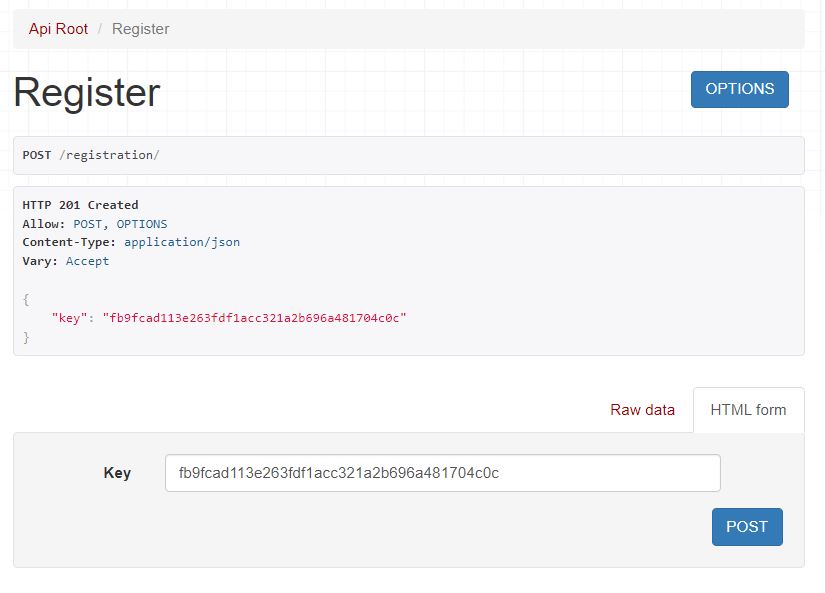 Api Root / Register
Register
OPTIONS
POST /registration/
HTTP 201 Created
Allow: POST, OPTIONS
Content-Type: application/json
Vary: Accept
{
"key": "fb9fcad113e263fdf1acc321a2b696a481704c0c"
}
Raw data
HTML form
Key
fb9fcad113e263fdf1acc321a2b696a481704c0c
POST